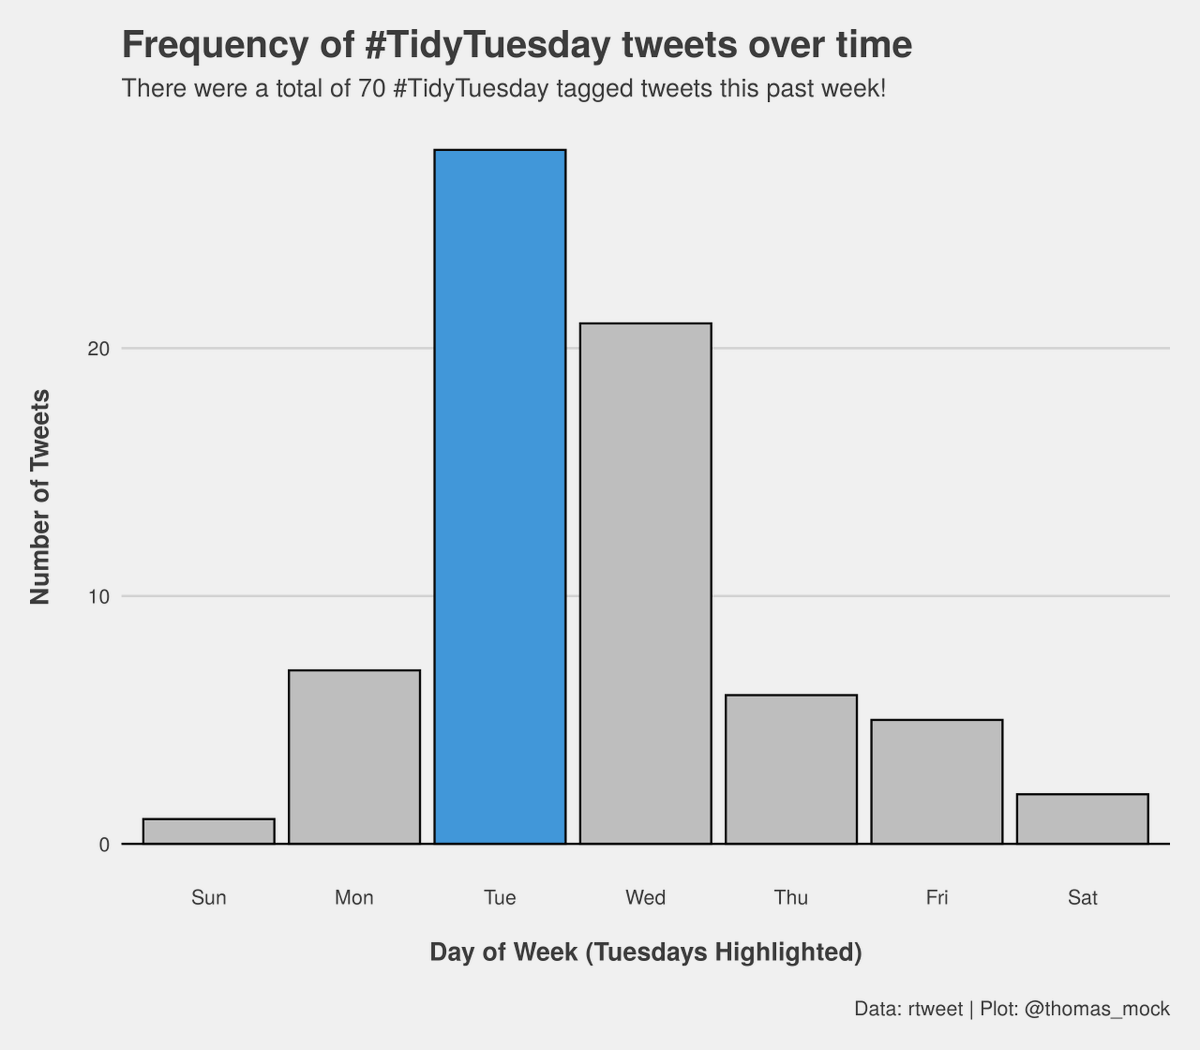 Frequency of #TidyTuesday tweets over time
There were a total of 70 #TidyTuesday tagged tweets this past week!
Number of Tweets
20
10
0
Sun Mon Tue Wed Thu Fri Sat
Day of Week (Tuesdays Highlighted)
Data: rtweet | Plot: @thomas_mock